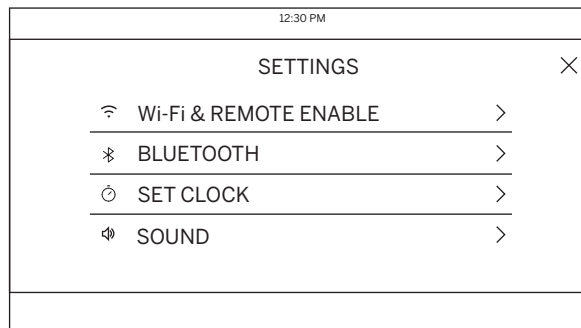 12:30 PM
SETTINGS
Wi-Fi & REMOTE ENABLE
BLUETOOTH
SET CLOCK
SOUND